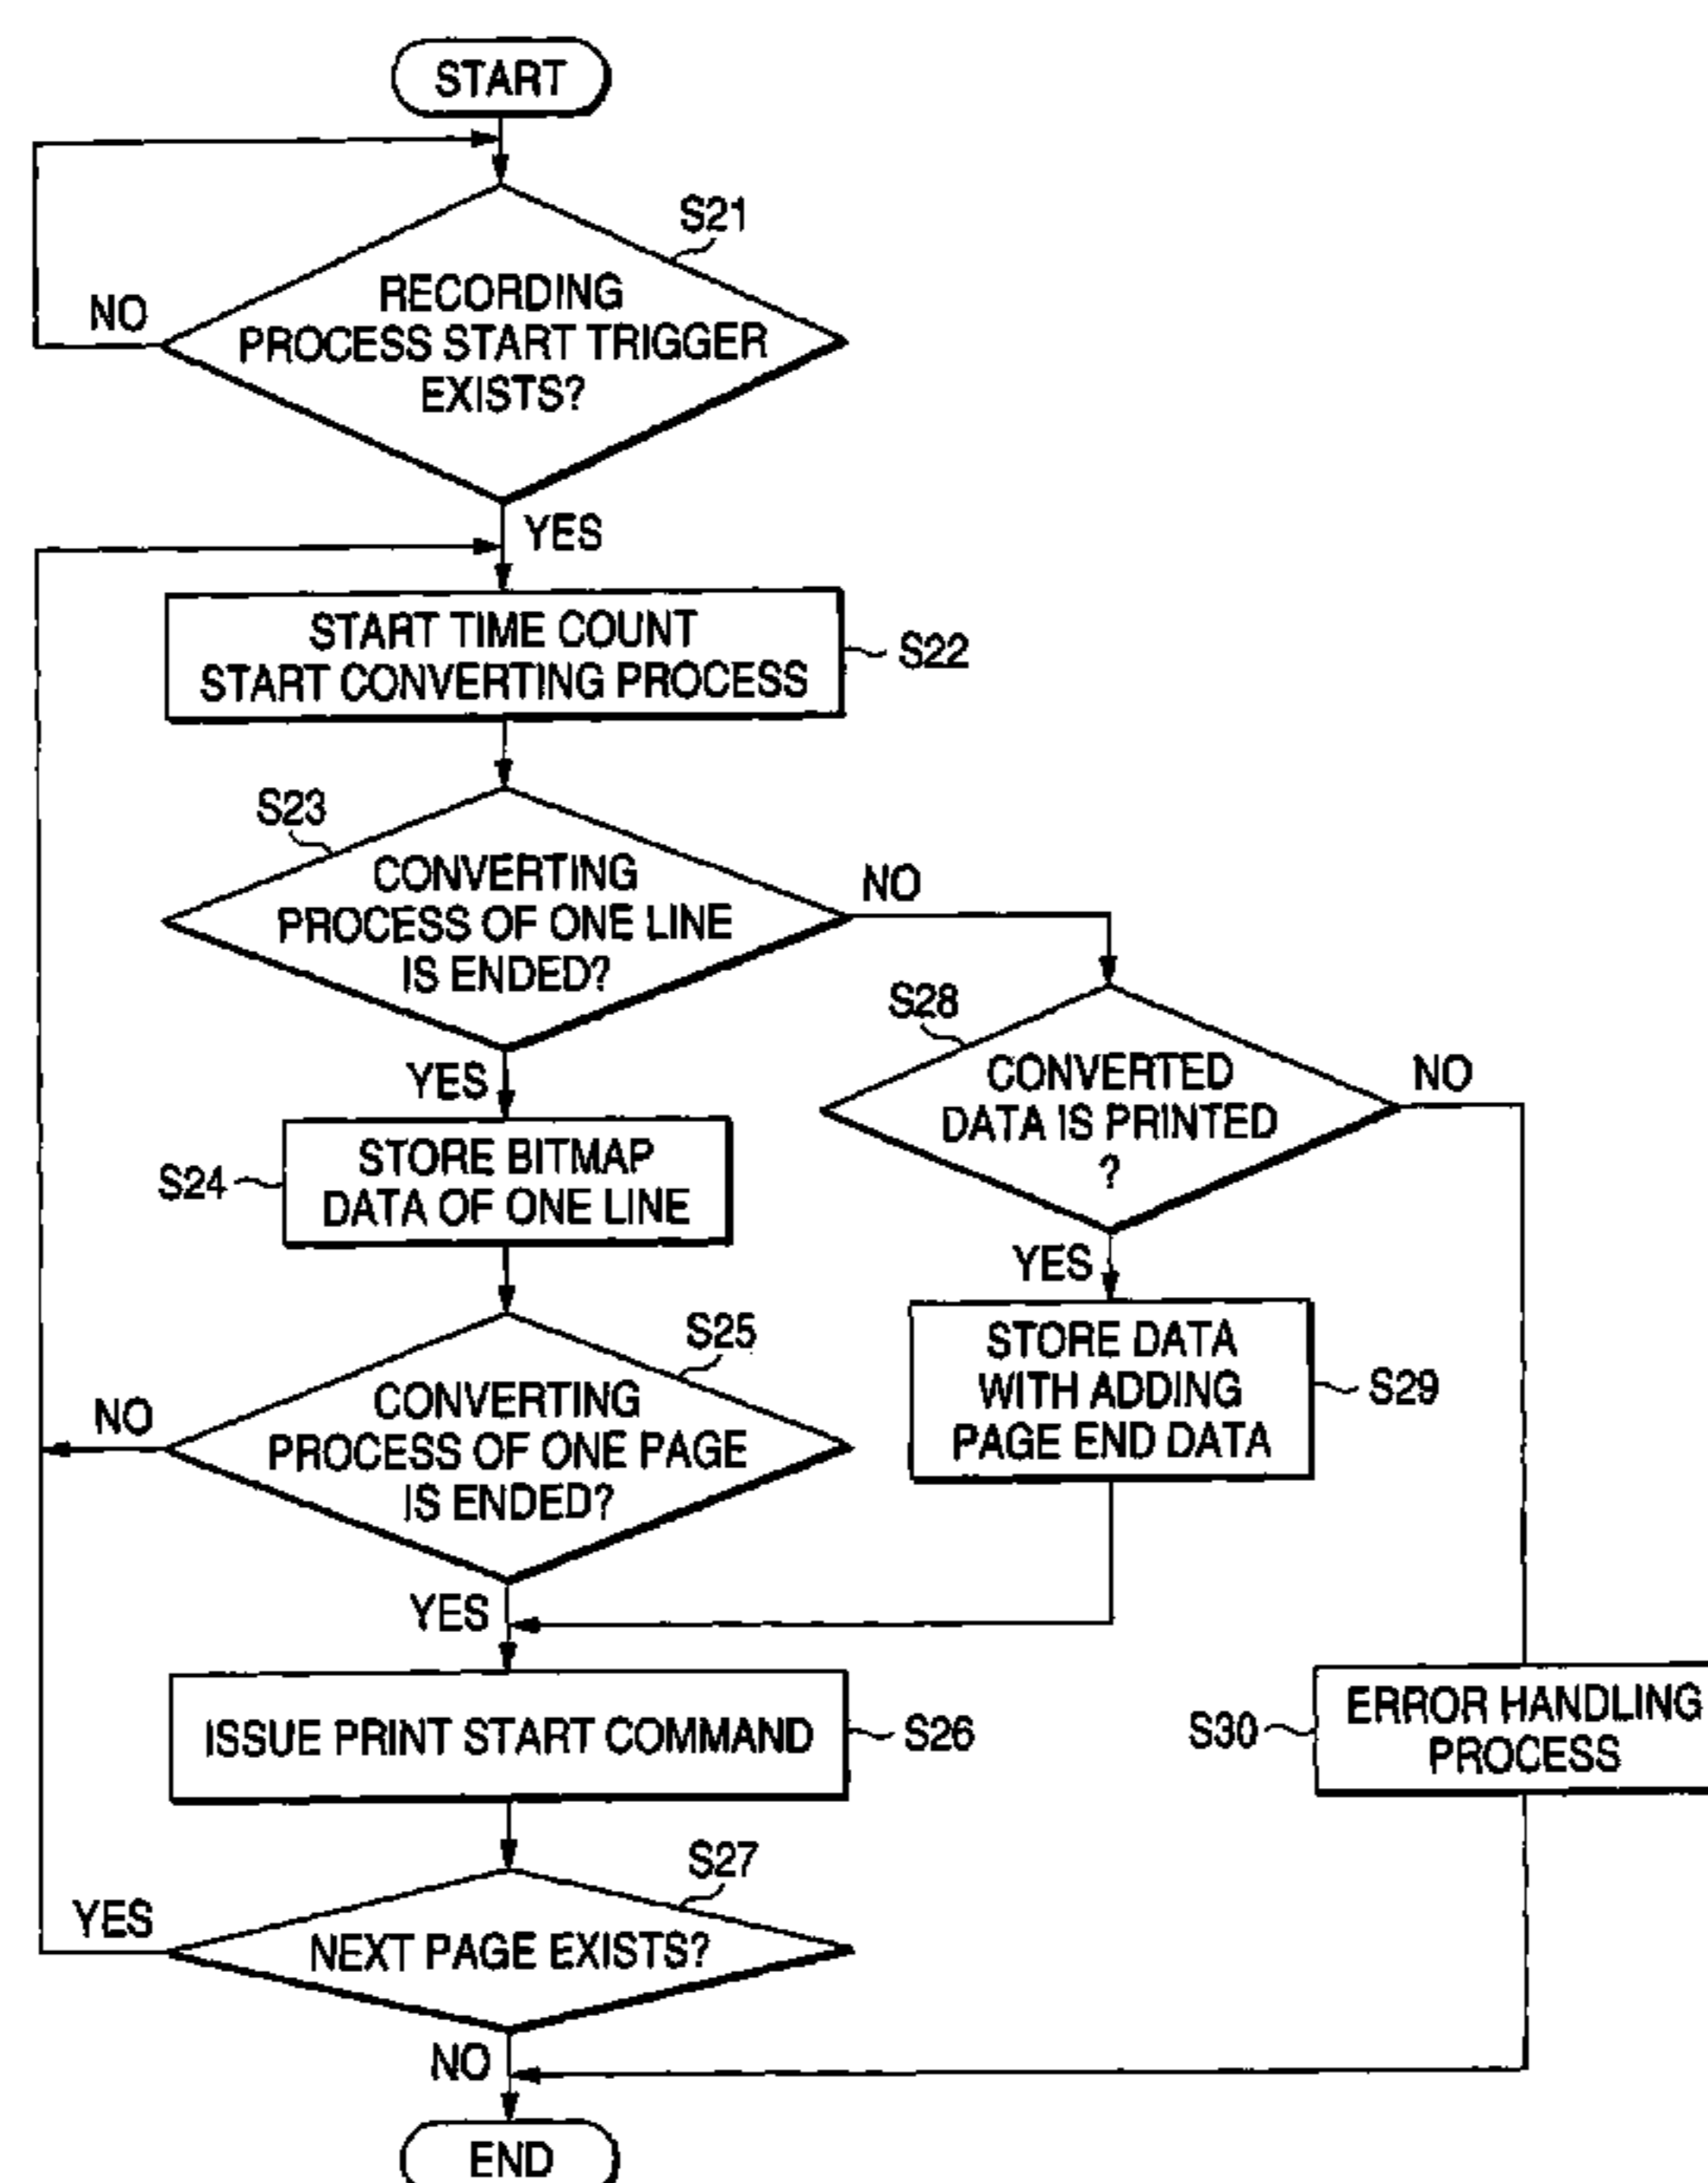 START
S21
RECORDING
PROCESS START TRIGGER
EXISTS?
NO
YES
START TIME COUNT
START CONVERTING PROCESS
S22
S23
CONVERTING
PROCESS OF ONE LINE
IS ENDED?
NO
YES
S28
CONVERTED
DATA IS PRINTED
?
NO
YES
S24
STORE BITMAP
DATA OF ONE LINE
S25
CONVERTING
PROCESS OF ONE PAGE
IS ENDED?
NO
YES
STORE DATA
WITH ADDING
PAGE END DATA
S29
ISSUE PRINT START COMMAND
S26
S30
ERROR HANDLING
PROCESS
S27
NEXT PAGE EXISTS?
YES
NO
END